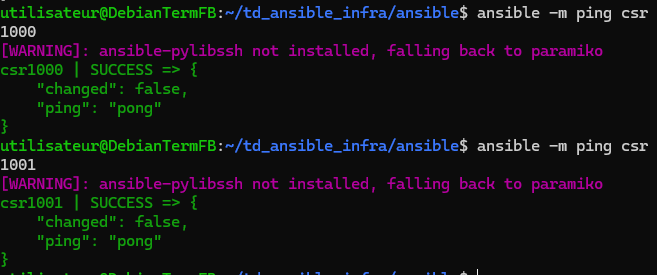 utilisateur@DebianTermFB:~/td_ansible_infra/ansible$ ansible -m ping csr
1000
[WARNING]: ansible-pylibssh not installed, falling back to paramiko
csr1000 | SUCCESS => {
    "changed": false,
    "ping": "pong"
}
utilisateur@DebianTermFB:~/td_ansible_infra/ansible$ ansible -m ping csr
1001
[WARNING]: ansible-pylibssh not installed, falling back to paramiko
csr1001 | SUCCESS => {
    "changed": false,
    "ping": "pong"
}